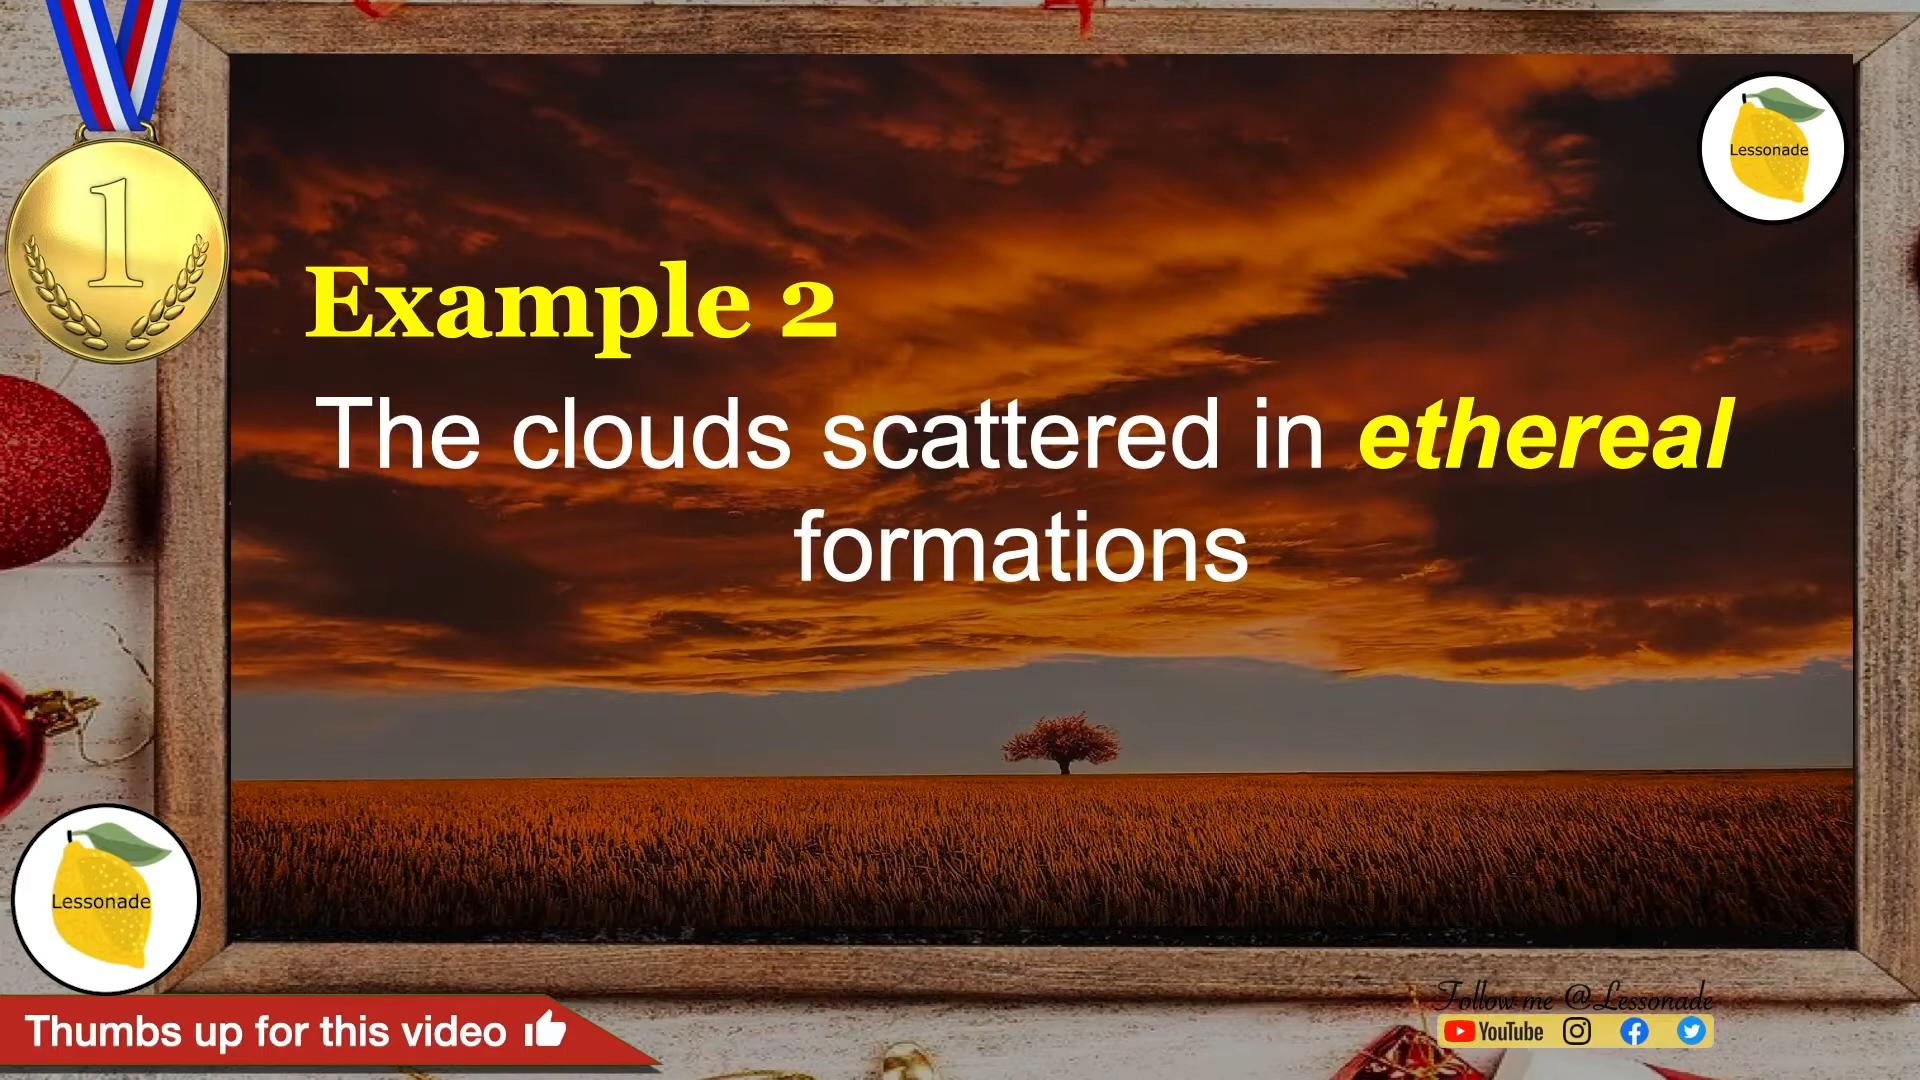 1
Lessonade
Example 2
The clouds scattered in ethereal
formations
Lessonade
Thumbs up for this video
Follow me @Lessonade
YouTube